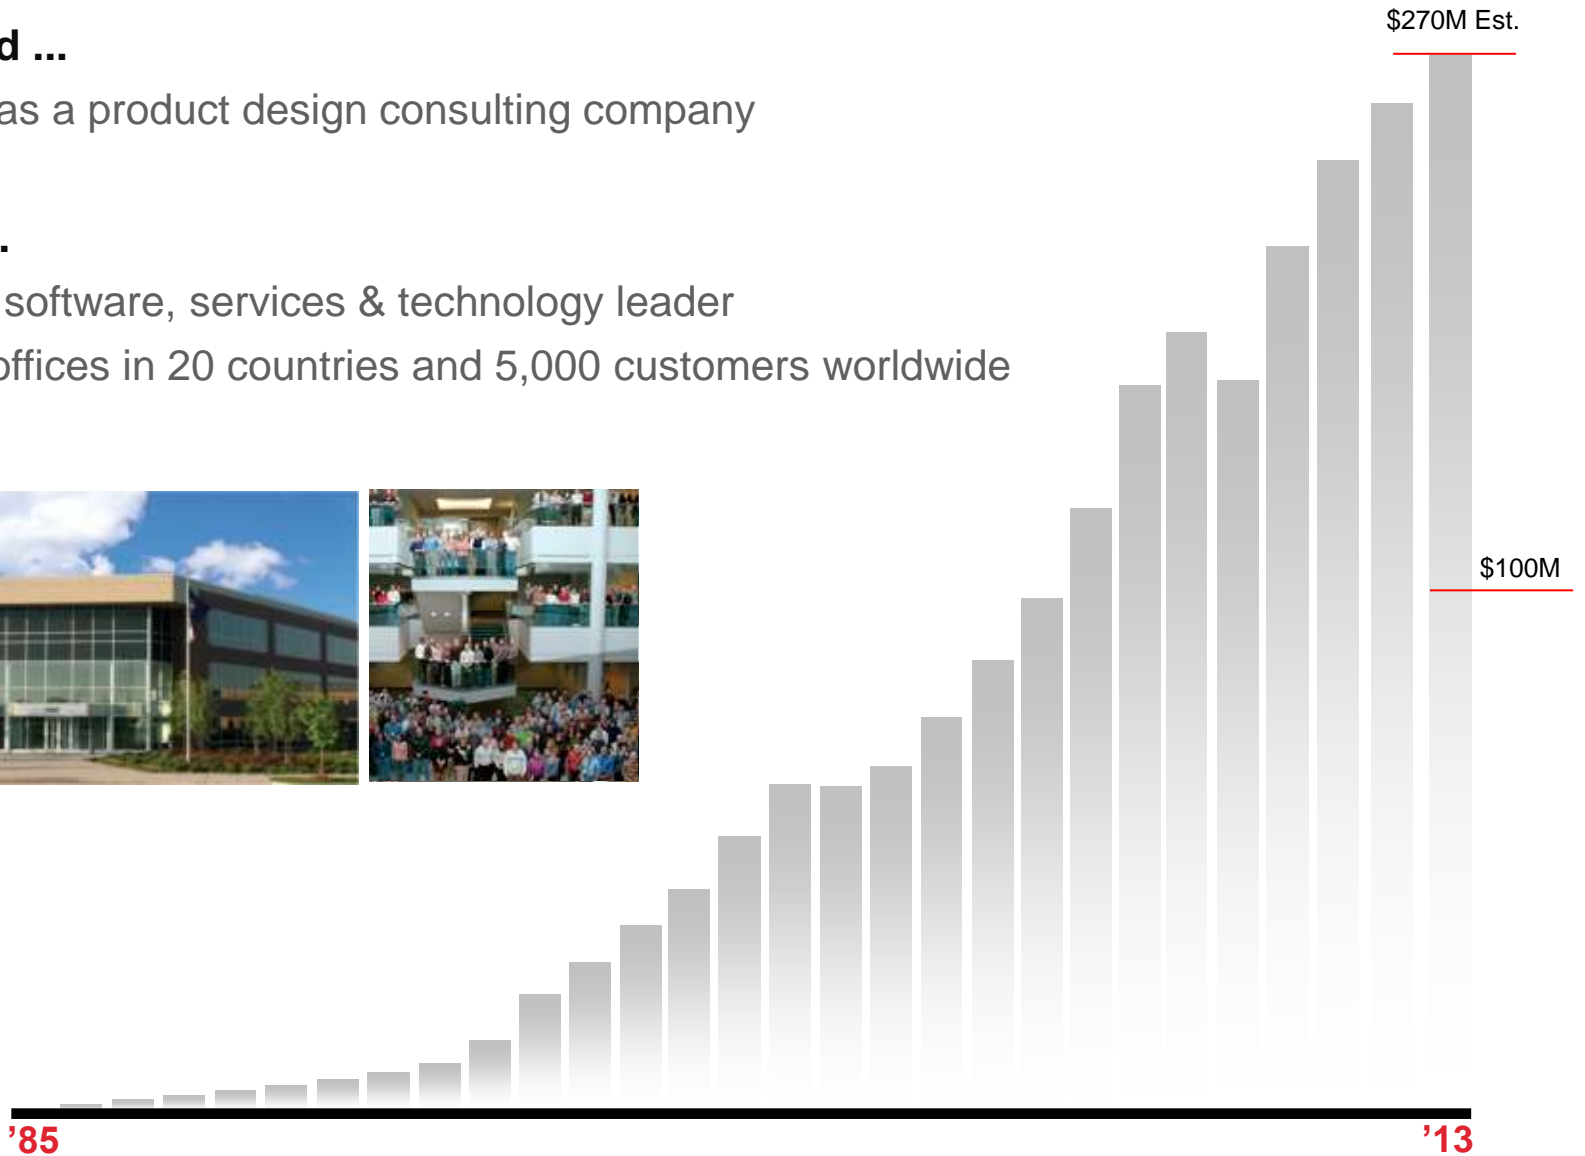 $270M Est.
d ...
as a product design consulting company
.
software, services & technology leader
offices in 20 countries and 5,000 customers worldwide
$100M
’85
’13